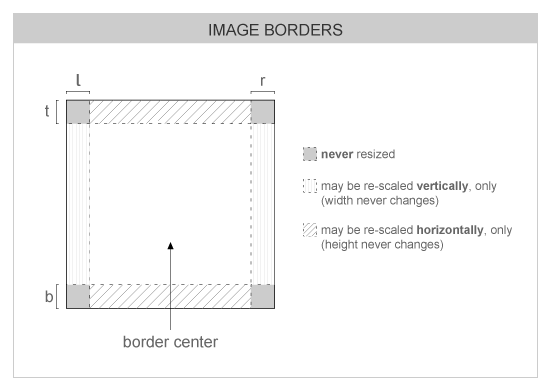 IMAGE BORDERS
l
r
t
never resized
may be re-scaled vertically, only
(width never changes)
may be re-scaled horizontally, only
(height never changes)
b
border center